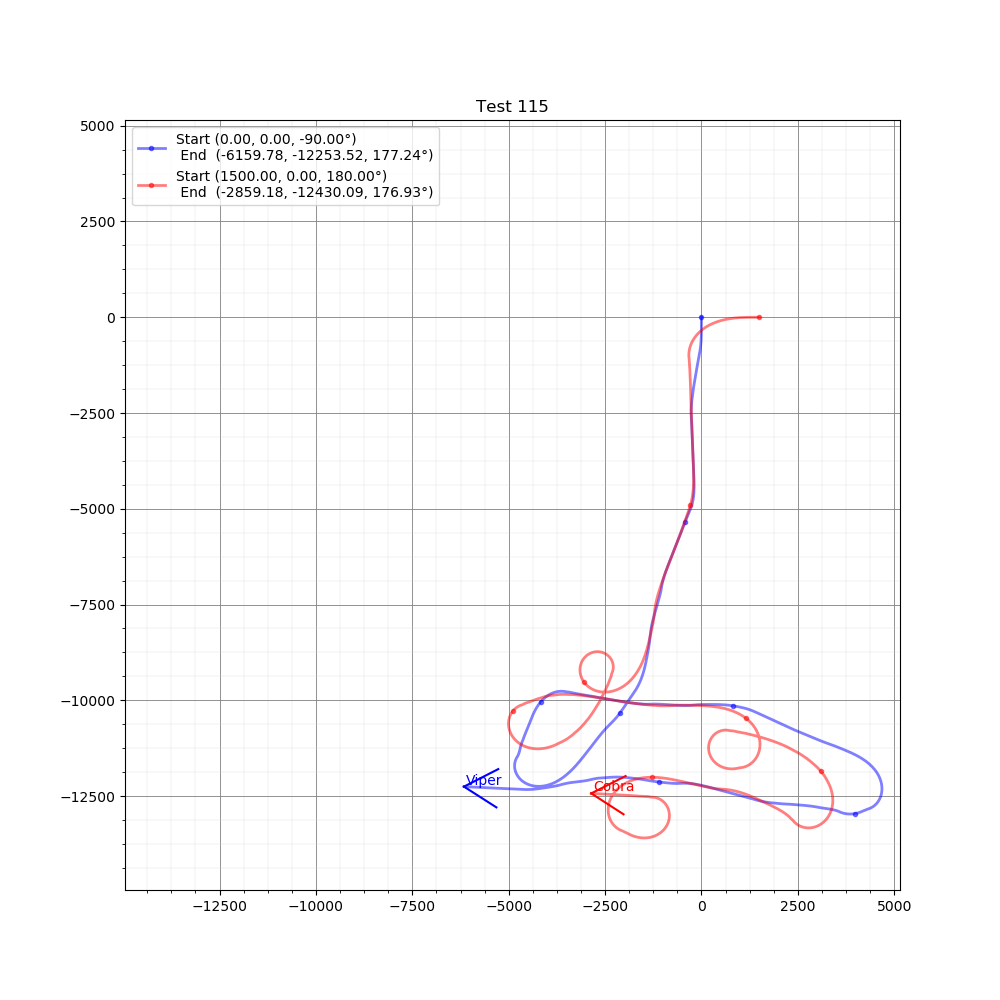 Test 115
Start (0.00, 0.00, -90.00°)
End  (-6159.78, -12253.52, 177.24°)
Start (1500.00, 0.00, 180.00°)
End  (-2859.18, -12430.09, 176.93°)
5000
2500
0
−2500
−5000
−7500
−10000
−12500
Viper
Cobra
−12500
−10000
−7500
−5000
−2500
0
2500
5000